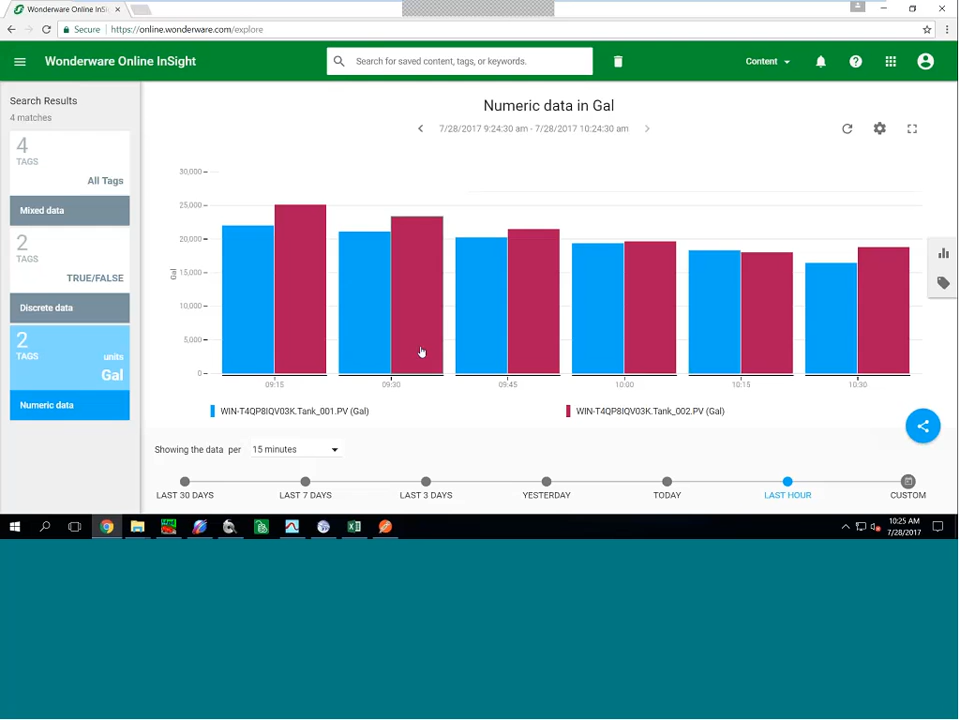 Wonderware Online InSi
Secure https://online.wonderware.com/explore
Wonderware Online InSight
Search for saved content, tags, or keywords.
Content
Search Results
4 matches
4
TAGS
All Tags
Mixed data
2
TAGS
TRUE/FALSE
Discrete data
2
TAGS
units
Gal
Numeric data
Numeric data in Gal
7/28/2017 9:24:30 am - 7/28/2017 10:24:30 am
30,000
25,000
20,000
15,000
10,000
5,000
0
Gal
09:15 09:30 09:45 10:00 10:15 10:30
WIN-T4QP8IQV03K.Tank_001.PV (Gal) WIN-T4QP8IQV03K.Tank_002.PV (Gal)
Showing the data per 15 minutes
LAST 30 DAYS LAST 7 DAYS LAST 3 DAYS YESTERDAY TODAY LAST HOUR CUSTOM
10:25 AM
7/28/2017